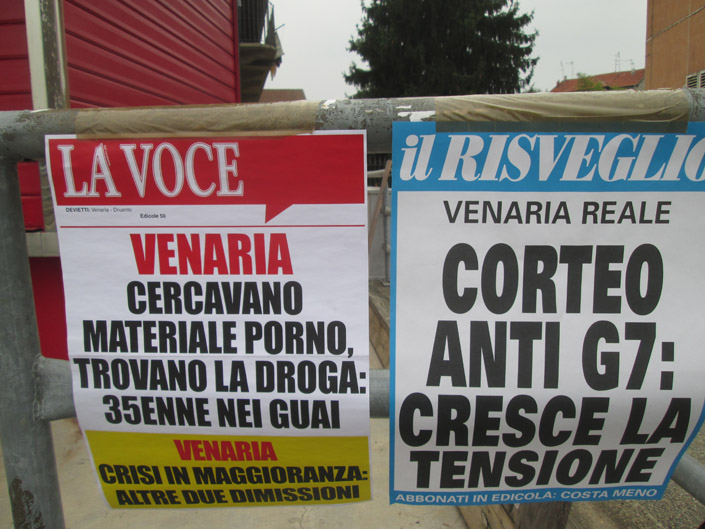 LA VOCE
DEVIETTI: Venaria - Druento
Edicole 50
VENARIA
CERCAVANO
MATERIALE PORNO,
TROVANO LA DROGA:
35ENNE NEI GUAI
VENARIA
CRISI IN MAGGIORANZA:
ALTRE DUE DIMISSIONI
il RISVEGLIO
VENARIA REALE
CORTEO
ANTI G7:
CRESCE LA
TENSIONE
ABBONATI IN EDICOLA: COSTA MENO